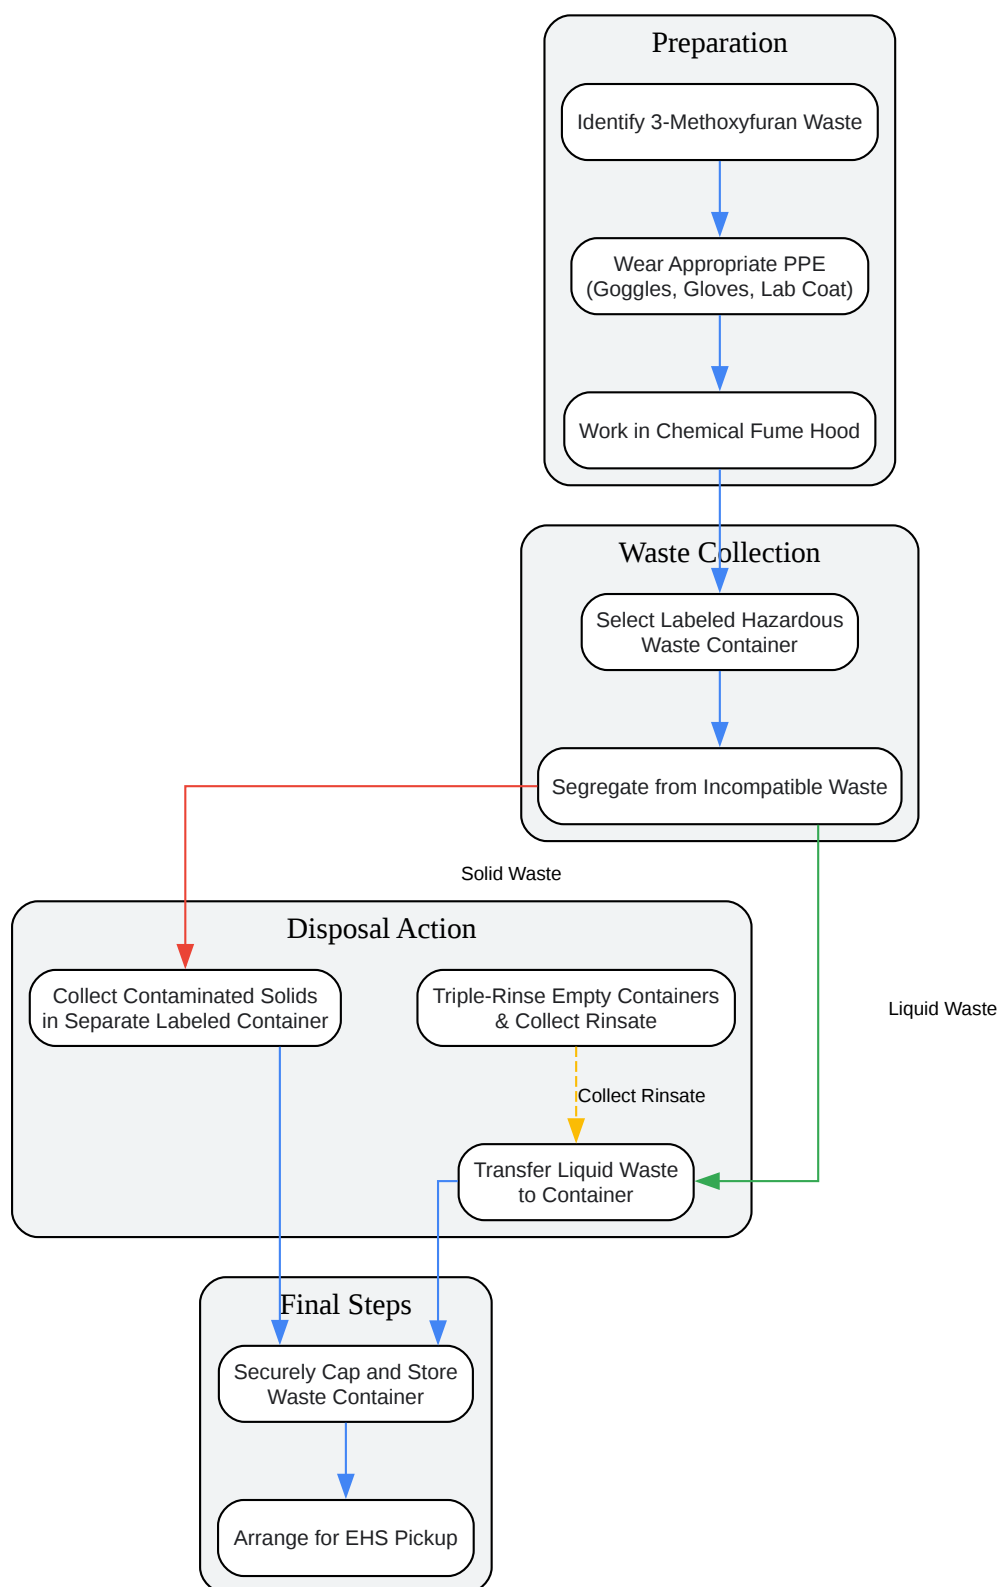 Preparation
Identify 3-Methoxyfuran Waste
Wear Appropriate PPE
(Goggles, Gloves, Lab Coat)
Work in Chemical Fume Hood
Waste Collection
Select Labeled Hazardous
Waste Container
Segregate from Incompatible Waste
Solid Waste
Disposal Action
Collect Contaminated Solids
in Separate Labeled Container
Triple-Rinse Empty Containers
& Collect Rinsate
Liquid Waste
Collect Rinsate
Transfer Liquid Waste
to Container
Final Steps
Securely Cap and Store
Waste Container
Arrange for EHS Pickup